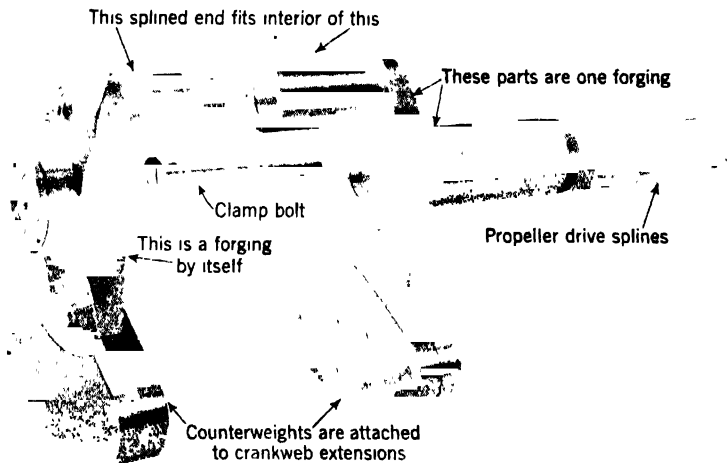 This splined end fits interior of this
These parts are one forging
Clamp bolt
Propeller drive splines
This is a forging
by itself
Counterweights are attached
to crankweb extensions